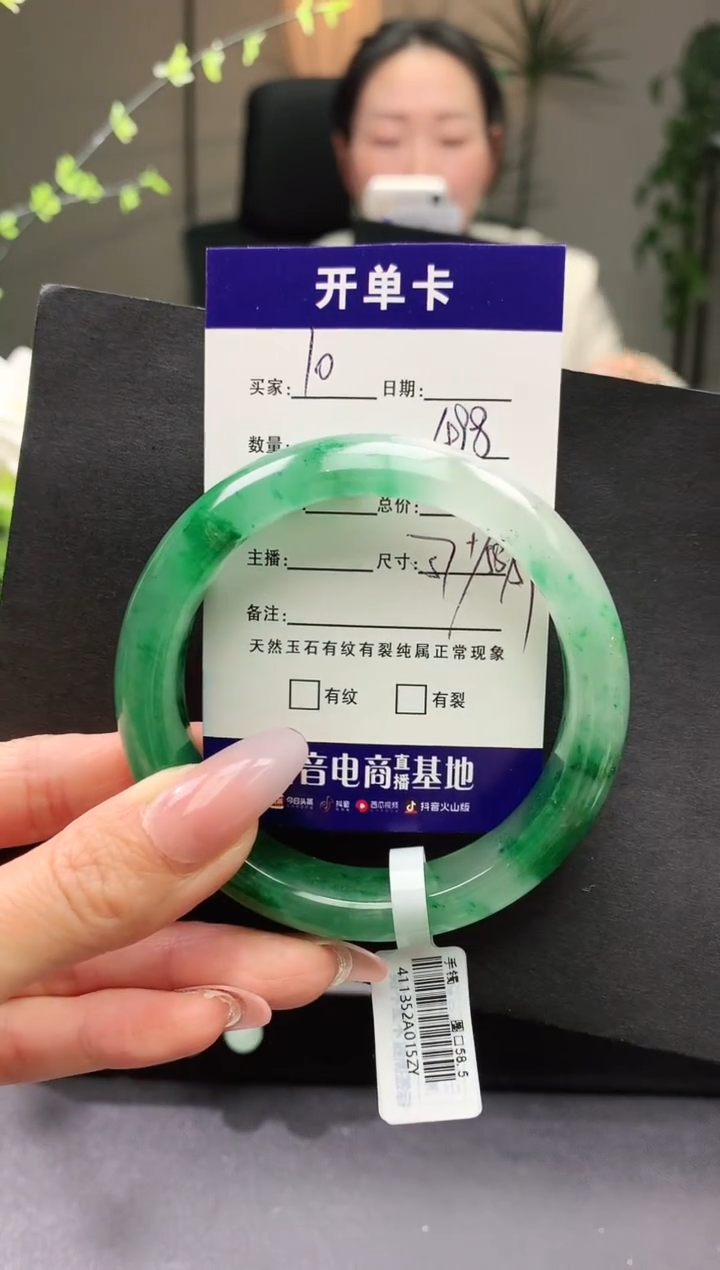 开单卡
买家: 10 日期:
数量: 1098
总价:
主播: 尺寸: 57+/58
备注:
天然玉石有纹有裂纯属正常现象
有纹 有裂
音电商直播基地
今日头条 抖音 西瓜视频 抖音火山版
手镯
圈口58.5
411352A015ZY